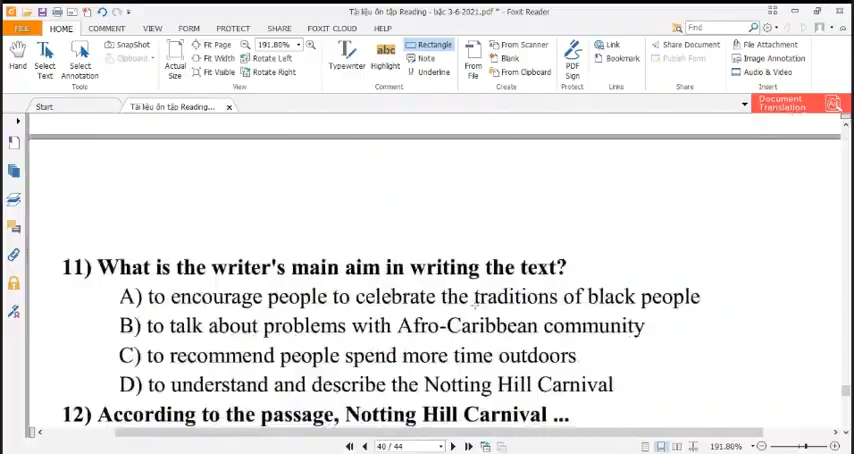 Tài liệu ôn tập Reading - bậc 3-6-2021.pdf * - Foxit Reader
FILE HOME COMMENT VIEW FORM PROTECT SHARE FOXIT CLOUD HELP
Find
Hand
Select Text
Select Annotation
SnapShot
Clipboard
Tools
Actual Size
Fit Page
Fit Width
Fit Visible
191.80%
Rotate Left
Rotate Right
View
Typewriter
Highlight
Rectangle
Note
Underline
Comment
From File
From Scanner
Blank
From Clipboard
Create
PDF Sign
Protect
Link
Bookmark
Links
Share Document
Publish Form
Share
File Attachment
Image Annotation
Audio & Video
Insert
Start
Tài liệu ôn tập Reading...
Document Translation
11) What is the writer's main aim in writing the text?
A) to encourage people to celebrate the traditions of black people
B) to talk about problems with Afro-Caribbean community
C) to recommend people spend more time outdoors
D) to understand and describe the Notting Hill Carnival
12) According to the passage, Notting Hill Carnival ...
40 / 44
191.80%